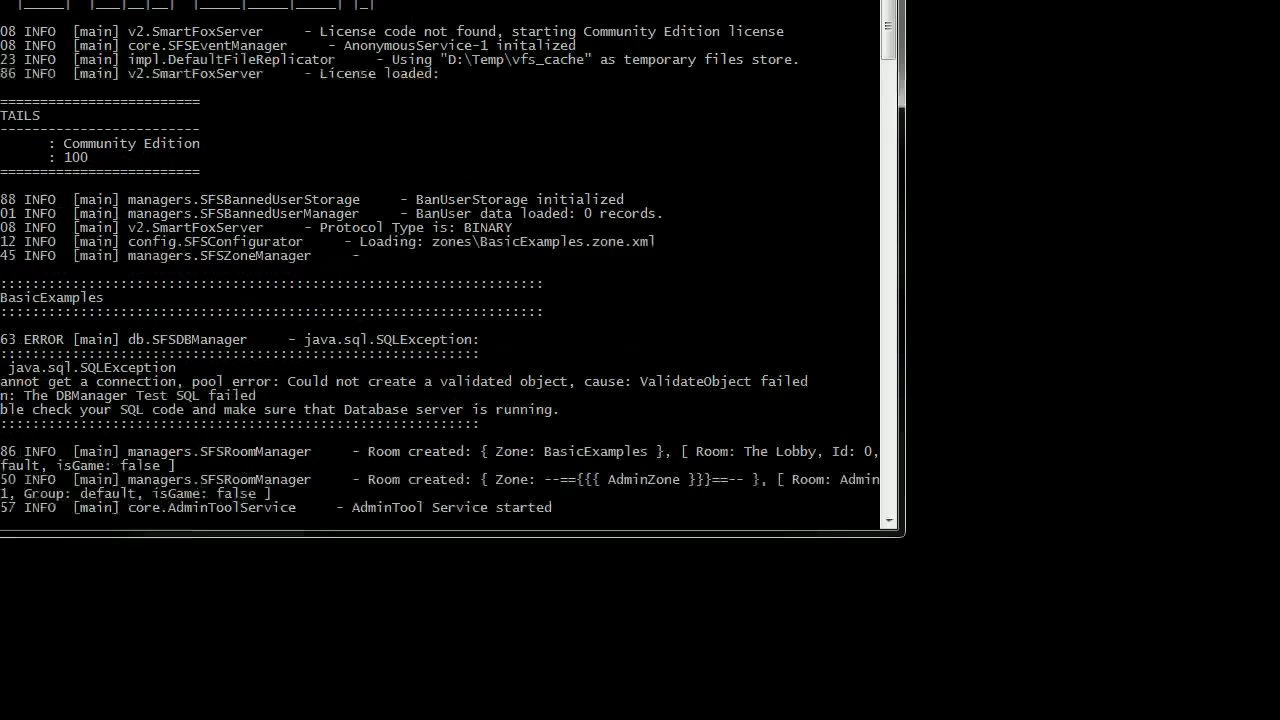 |_____|  |___|__|__|  |_____|_____|_____| |_|
08 INFO  [main] v2.SmartFoxServer     - License code not found, starting Community Edition license
08 INFO  [main] core.SFSEventManager     - AnonymousService-1 initalized
23 INFO  [main] impl.DefaultFileReplicator     - Using "D:\Temp\vfs_cache" as temporary files store.
86 INFO  [main] v2.SmartFoxServer     - License loaded:
=========================
TAILS
-------------------------
: Community Edition
: 100
=========================
88 INFO  [main] managers.SFSBannedUserStorage     - BanUserStorage initialized
01 INFO  [main] managers.SFSBannedUserManager     - BanUser data loaded: 0 records.
08 INFO  [main] v2.SmartFoxServer     - Protocol Type is: BINARY
12 INFO  [main] config.SFSConfigurator     - Loading: zones\BasicExamples.zone.xml
45 INFO  [main] managers.SFSZoneManager     -
::::::::::::::::::::::::::::::::::::::::::::::::::::::::::::::::::::
BasicExamples
::::::::::::::::::::::::::::::::::::::::::::::::::::::::::::::::::::
63 ERROR [main] db.SFSDBManager     - java.sql.SQLException:
::::::::::::::::::::::::::::::::::::::::::::::::::::::::::::
java.sql.SQLException
annot get a connection, pool error: Could not create a validated object, cause: ValidateObject failed
n: The DBManager Test SQL failed
ble check your SQL code and make sure that Database server is running.
::::::::::::::::::::::::::::::::::::::::::::::::::::::::::::
86 INFO  [main] managers.SFSRoomManager     - Room created: { Zone: BasicExamples }, [ Room: The Lobby, Id: 0,
fault, isGame: false ]
50 INFO  [main] managers.SFSRoomManager     - Room created: { Zone: --=={{{ AdminZone }}}==-- }, [ Room: Admin
1, Group: default, isGame: false ]
57 INFO  [main] core.AdminToolService     - AdminTool Service started